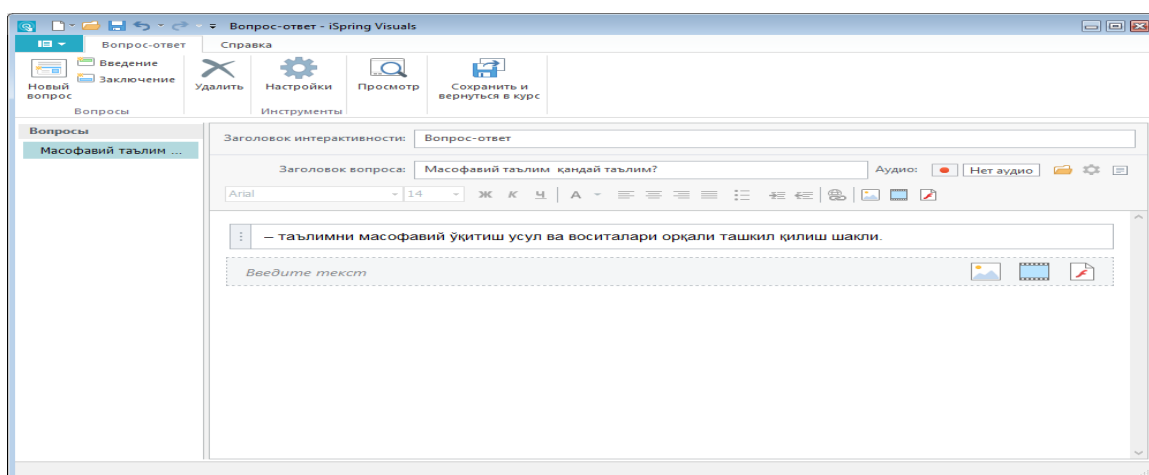 Вопрос-ответ - iSpring Visuals
Вопрос-ответ Справка
Новый вопрос
Введение
Заключение
Удалить
Настройки
Просмотр
Сохранить и вернуться в курс
Вопросы
Инструменты
Вопросы
Масофавий таълим ...
Заголовок интерактивности: Вопрос-ответ
Заголовок вопроса: Масофавий таълим қандай таълим?
Аудио: Нет аудио
Arial 14 Ж К Ч А
– таълимни масофавий ўқитиш усул ва воситалари орқали ташкил қилиш шакли.
Введите текст